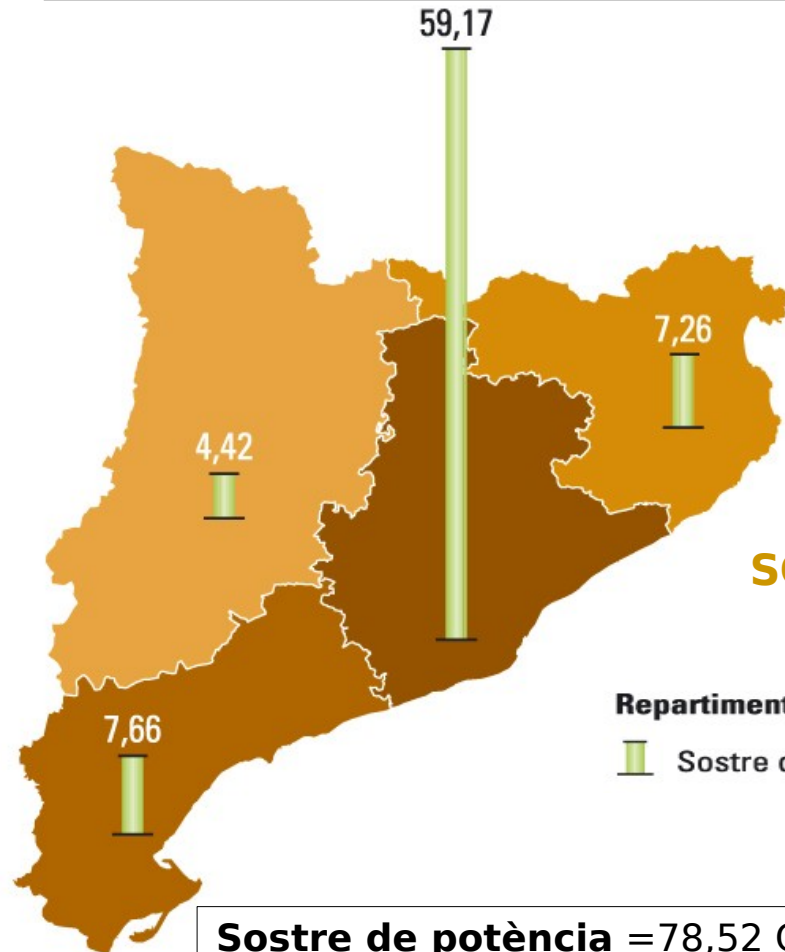 59,17
7,26
4,42
Repartiment
7,66
Sostre
Sostre de potència =78,52